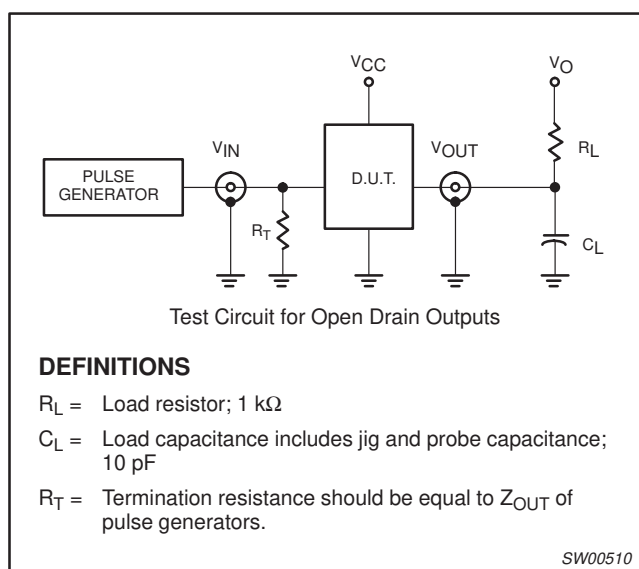 VCC
VO
VIN
VOUT
RL
PULSE
GENERATOR
D.U.T.
RT
CL
Test Circuit for Open Drain Outputs
DEFINITIONS
RL = Load resistor; 1 kΩ
CL = Load capacitance includes jig and probe capacitance;
10 pF
RT = Termination resistance should be equal to ZOUT of
pulse generators.
SW00510